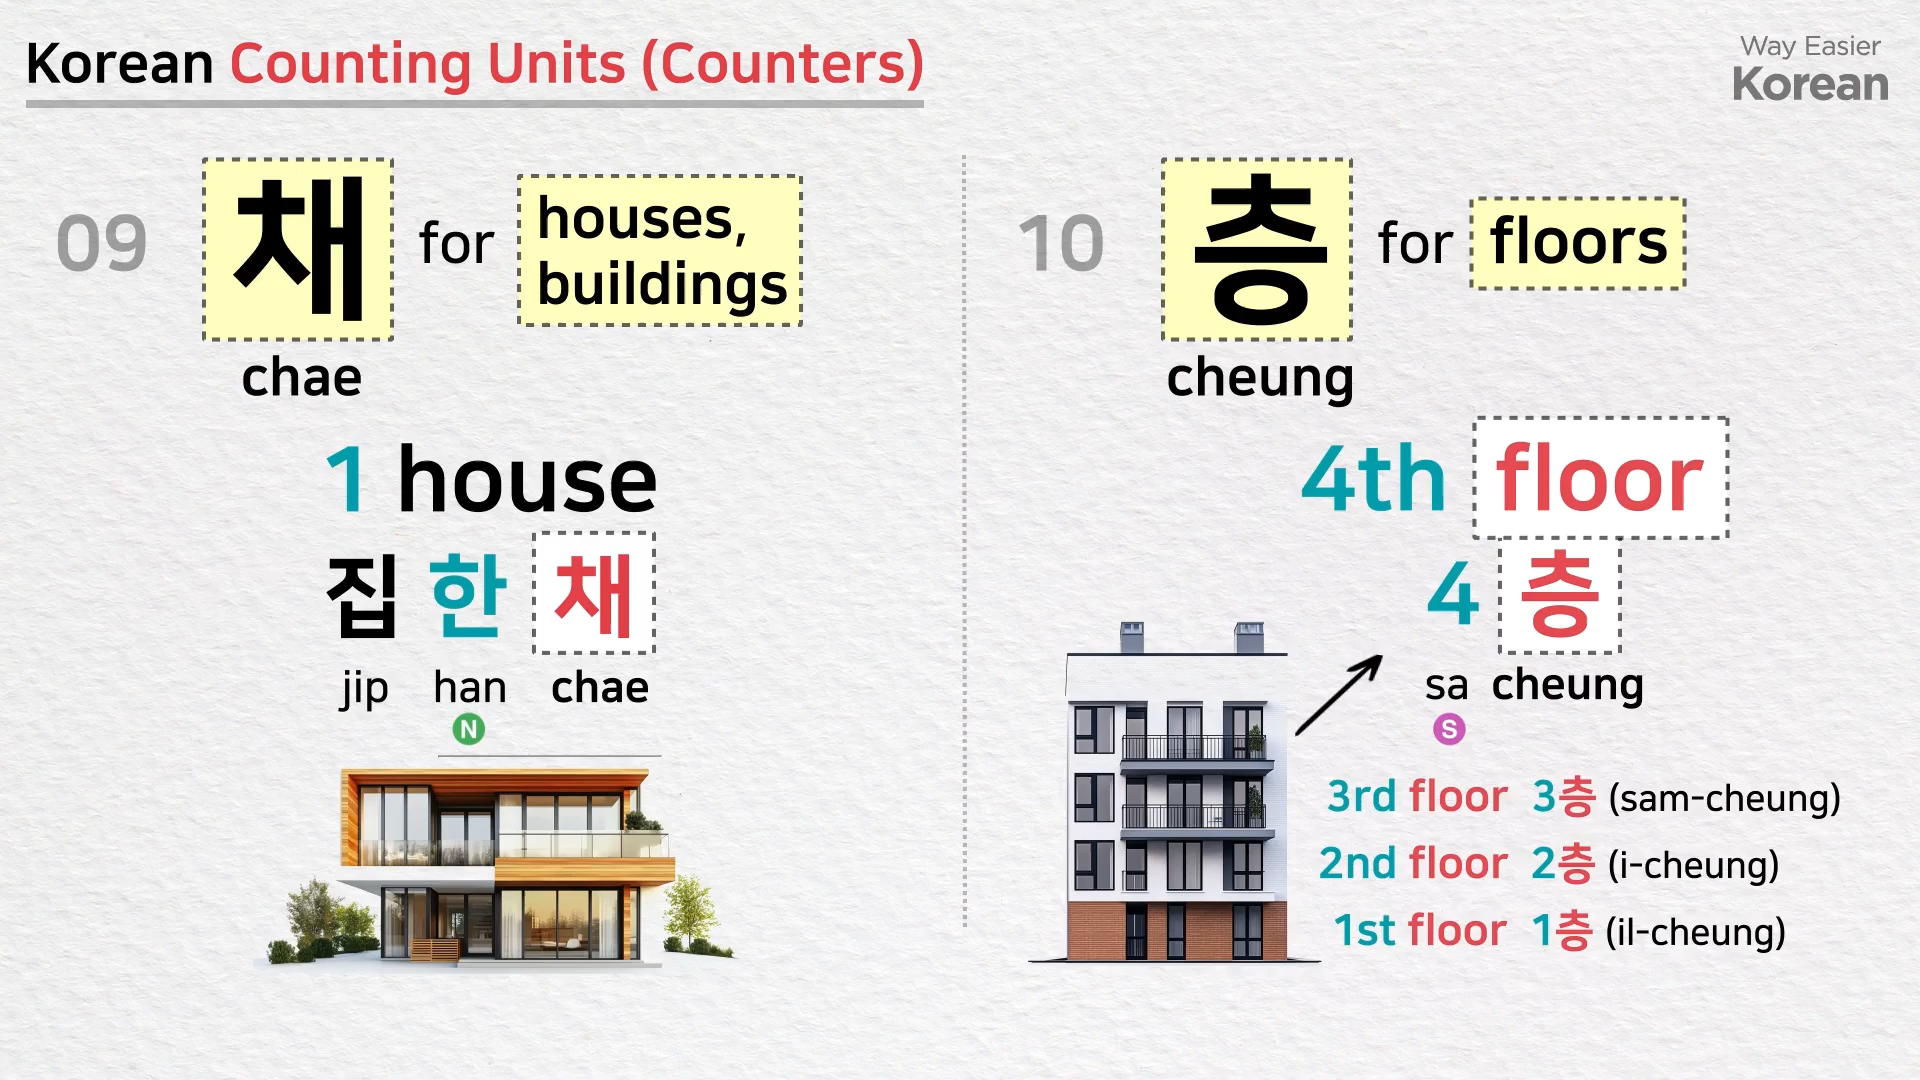 Korean Counting Units (Counters)
Way Easier
Korean
09
채
chae
for
houses,
buildings
1 house
집 한 채
jip han chae
N
10
층
cheung
for
floors
4th floor
4 층
sa cheung
S
3rd floor 3층 (sam-cheung)
2nd floor 2층 (i-cheung)
1st floor 1층 (il-cheung)